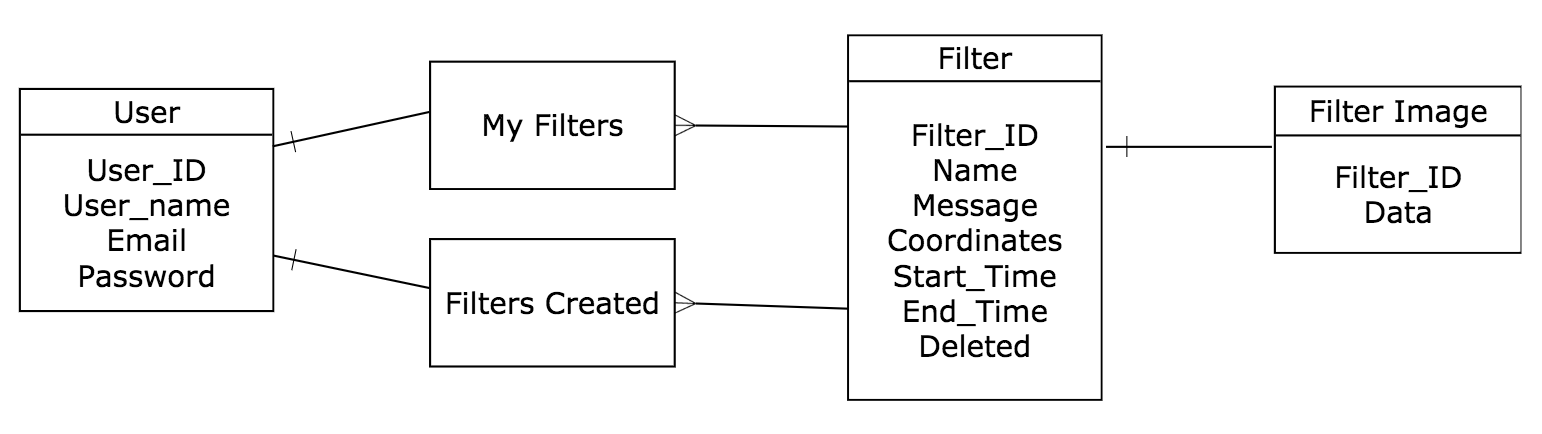 User
User_ID
User_name
Email
Password
My Filters
Filters Created
Filter
Filter_ID
Name
Message
Coordinates
Start_Time
End_Time
Deleted
Filter Image
Filter_ID
Data